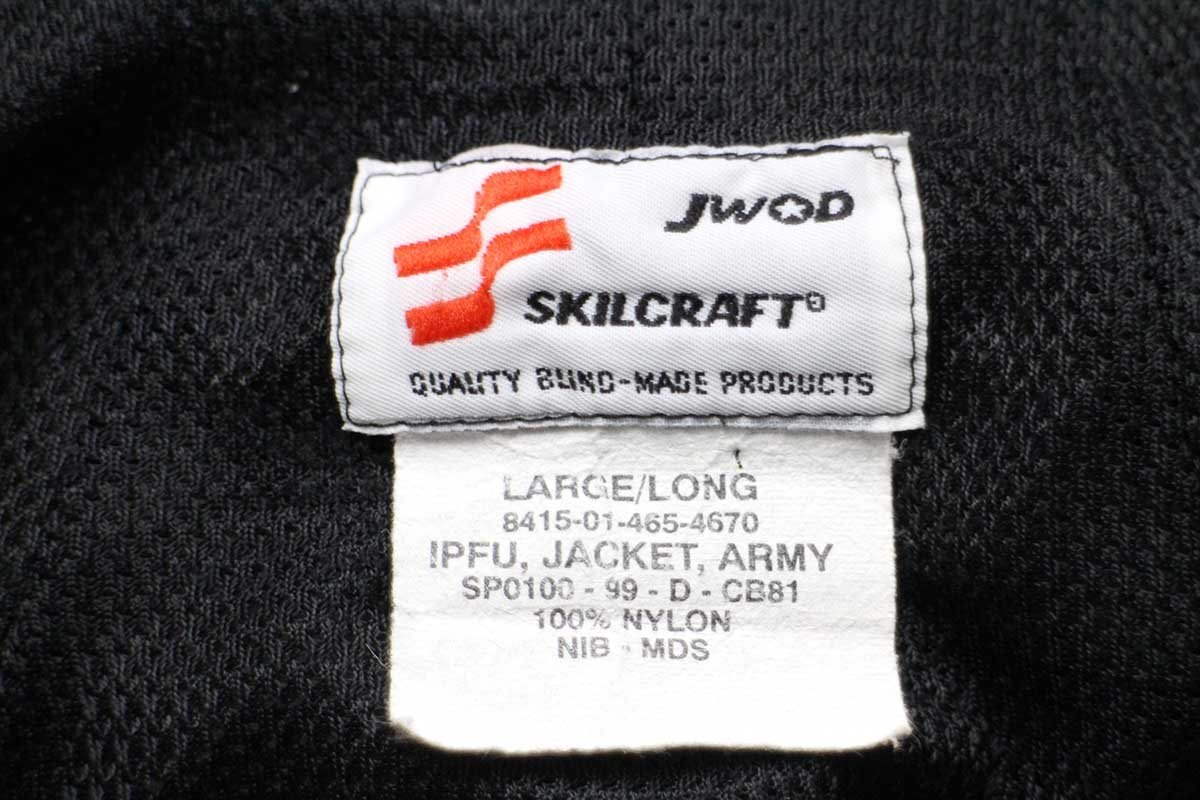 JWOD
SKILCRAFT®
QUALITY BLIND-MADE PRODUCTS
LARGE/LONG
8415-01-465-4670
IPFU, JACKET, ARMY
SP0100 - 99 - D - CB81
100% NYLON
NIB - MDS